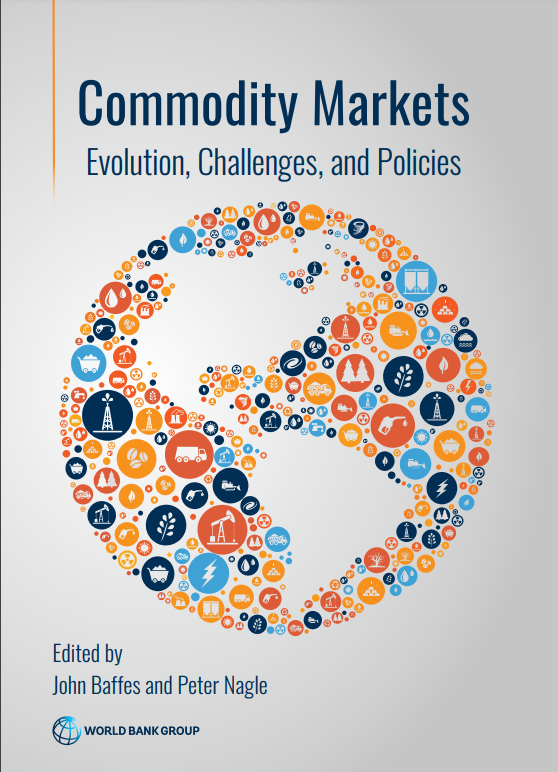 Commodity Markets
Evolution, Challenges, and Policies
Edited by
John Baffes and Peter Nagle
WORLD BANK GROUP